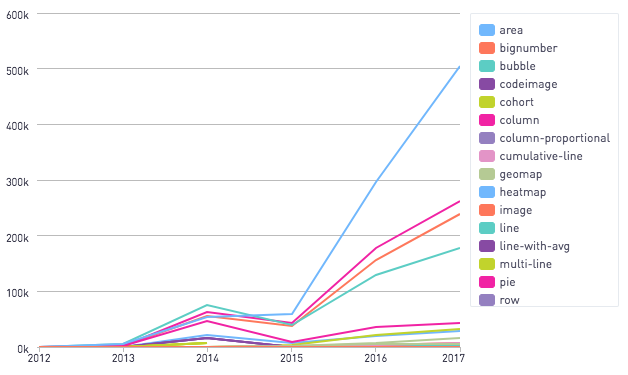 600k
500k
400k
300k
200k
100k
0k
2012 2013 2014 2015 2016 2017
area
bignumber
bubble
codeimage
cohort
column
column-proportional
cumulative-line
geomap
heatmap
image
line
line-with-avg
multi-line
pie
row